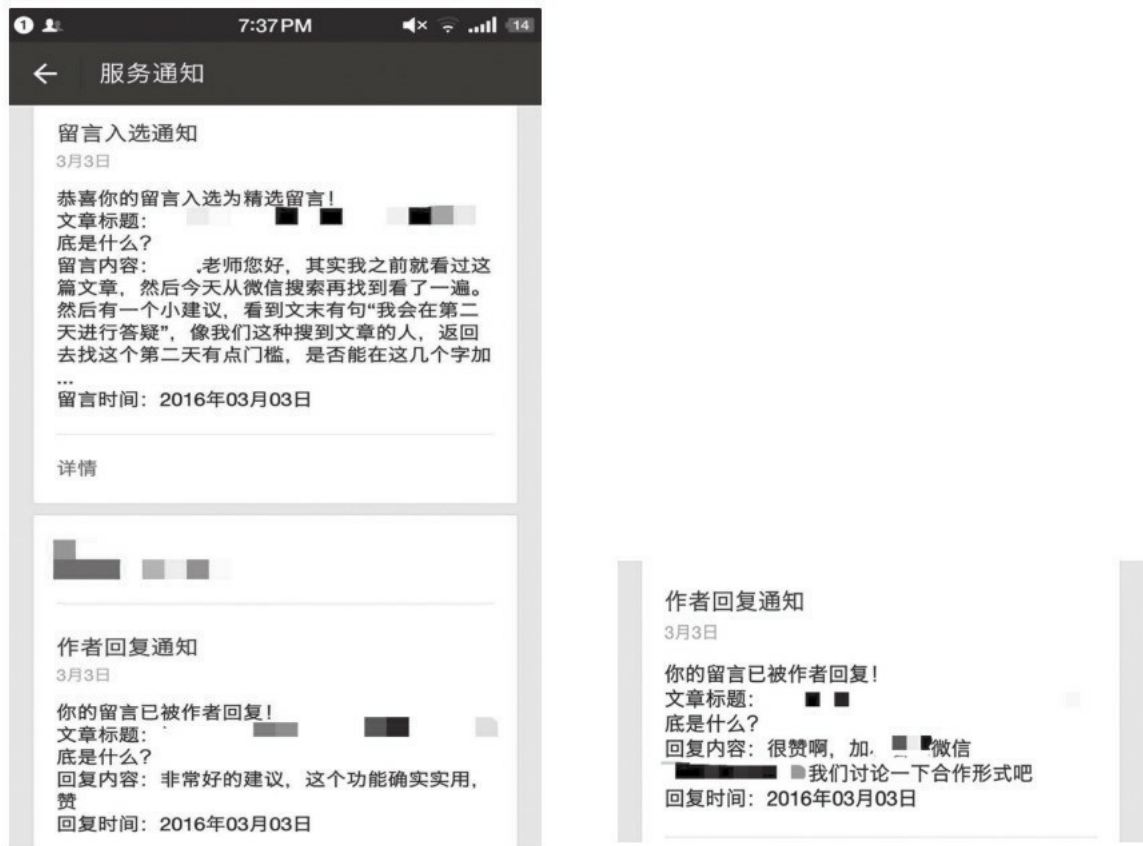 1
7:37 PM
14
服务通知
留言入选通知
3月3日
恭喜你的留言入选为精选留言！
文章标题：
底是什么？
留言内容： 老师您好，其实我之前就看过这
篇文章，然后今天从微信搜索再找到看了一遍。
然后有一个小建议，看到文末有句“我会在第二
天进行答疑”，像我们这种搜到文章的人，返回
去找这个第二天有点门槛，是否能在这几个字加
...
留言时间：2016年03月03日
详情
作者回复通知
3月3日
你的留言已被作者回复！
文章标题：
底是什么？
回复内容：非常好的建议，这个功能确实实用，
赞
回复时间：2016年03月03日
作者回复通知
3月3日
你的留言已被作者回复！
文章标题：
底是什么？
回复内容：很赞啊，加 微信
我们讨论一下合作形式吧
回复时间：2016年03月03日